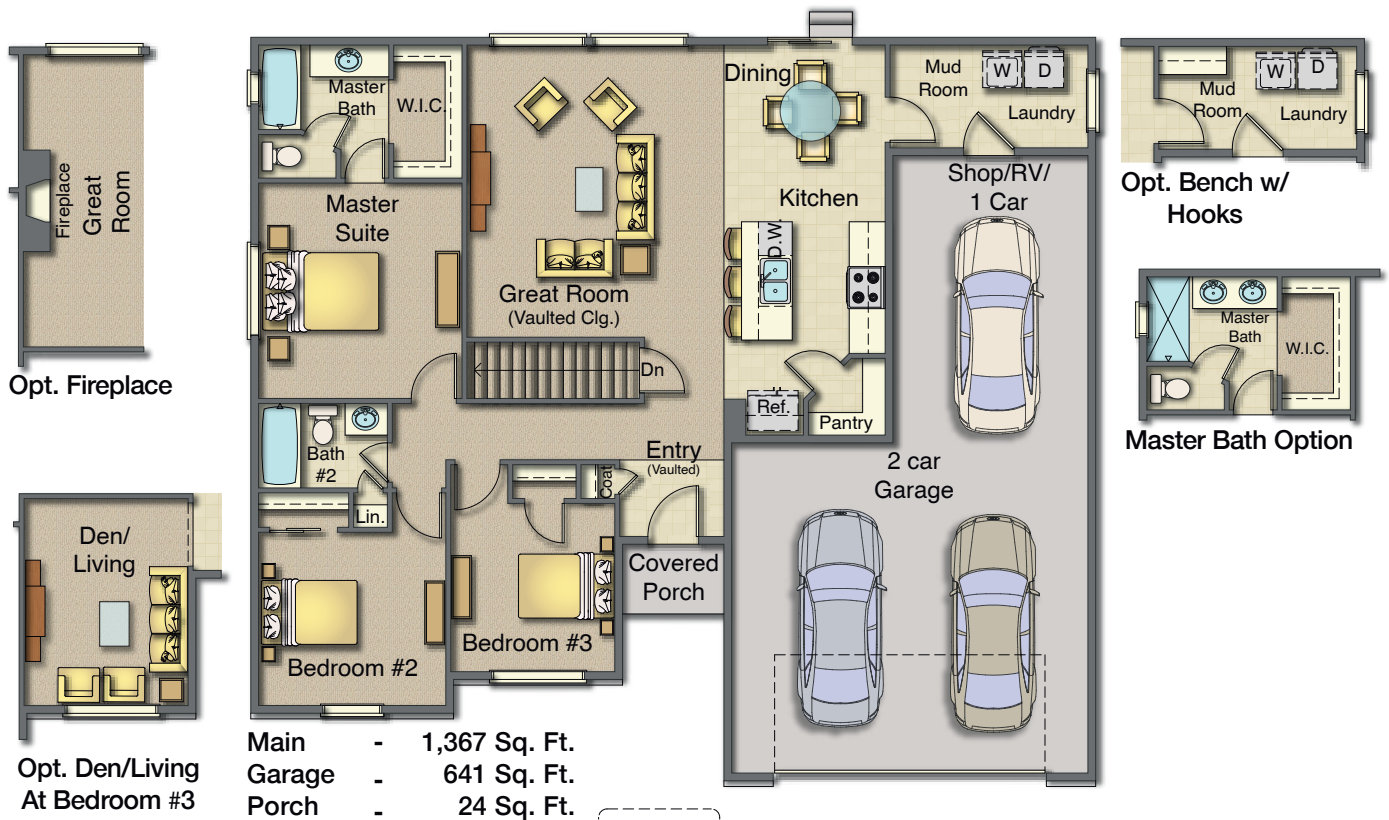 Fireplace
Great
Room
Opt. Fireplace
Den/
Living
Opt. Den/Living
At Bedroom #3
Master
Bath
W.I.C.
Master
Suite
Great Room
(Vaulted Clg.)
Dn
Dining
Kitchen
D.W.
Ref.
Pantry
Mud
Room
W
D
Laundry
Shop/RV/
1 Car
2 car
Garage
Entry
(Vaulted)
Coat
Bath
#2
Lin.
Bedroom #2
Bedroom #3
Covered
Porch
Main - 1,367 Sq. Ft.
Garage - 641 Sq. Ft.
Porch - 24 Sq. Ft.
Mud
Room
W
D
Laundry
Opt. Bench w/
Hooks
Master
Bath
W.I.C.
Master Bath Option